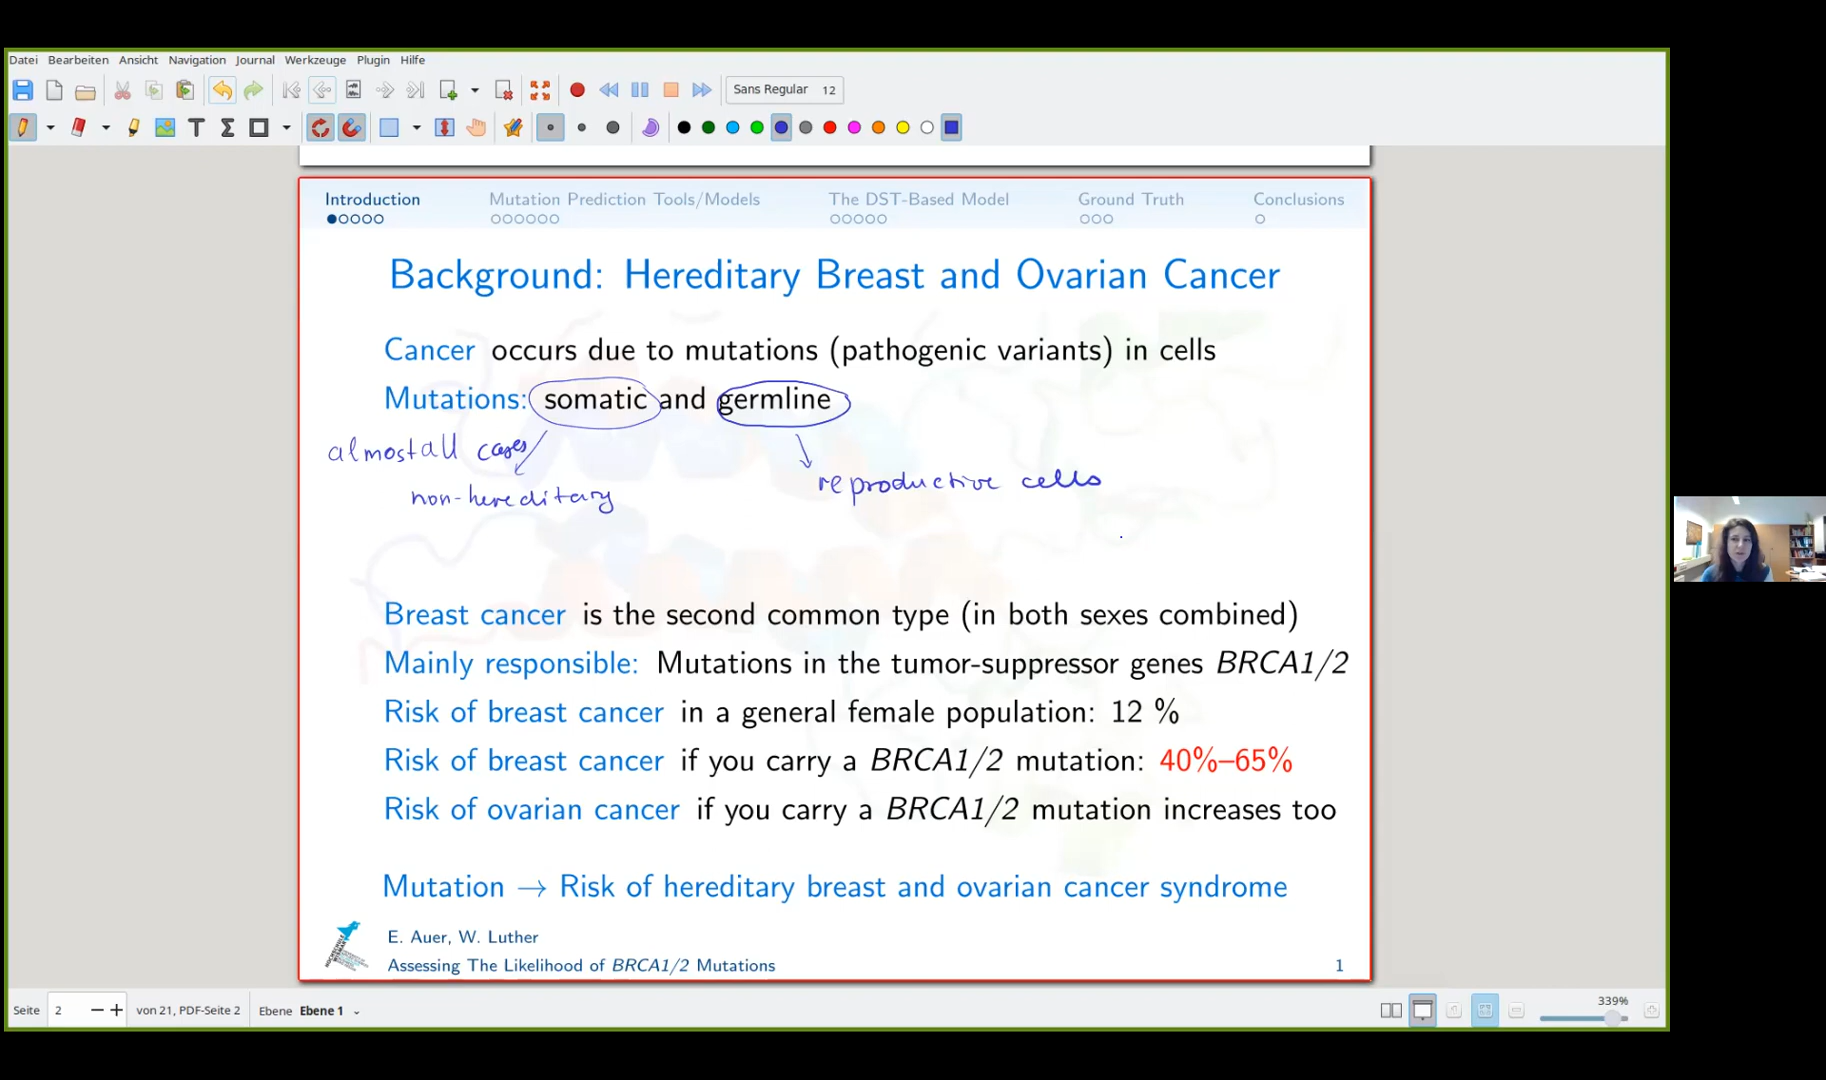 Datei Bearbeiten Ansicht Navigation Journal Werkzeuge Plugin Hilfe
Sans Regular 12
Introduction Mutation Prediction Tools/Models The DST-Based Model Ground Truth Conclusions
Background: Hereditary Breast and Ovarian Cancer
Cancer occurs due to mutations (pathogenic variants) in cells
Mutations: somatic and germline
almost all cases
non-hereditary
reproductive cells
Breast cancer is the second common type (in both sexes combined)
Mainly responsible: Mutations in the tumor-suppressor genes BRCA1/2
Risk of breast cancer in a general female population: 12 %
Risk of breast cancer if you carry a BRCA1/2 mutation: 40%–65%
Risk of ovarian cancer if you carry a BRCA1/2 mutation increases too
Mutation → Risk of hereditary breast and ovarian cancer syndrome
E. Auer, W. Luther
Assessing The Likelihood of BRCA1/2 Mutations 1
Seite 2 von 21, PDF-Seite 2 Ebene Ebene 1 339%